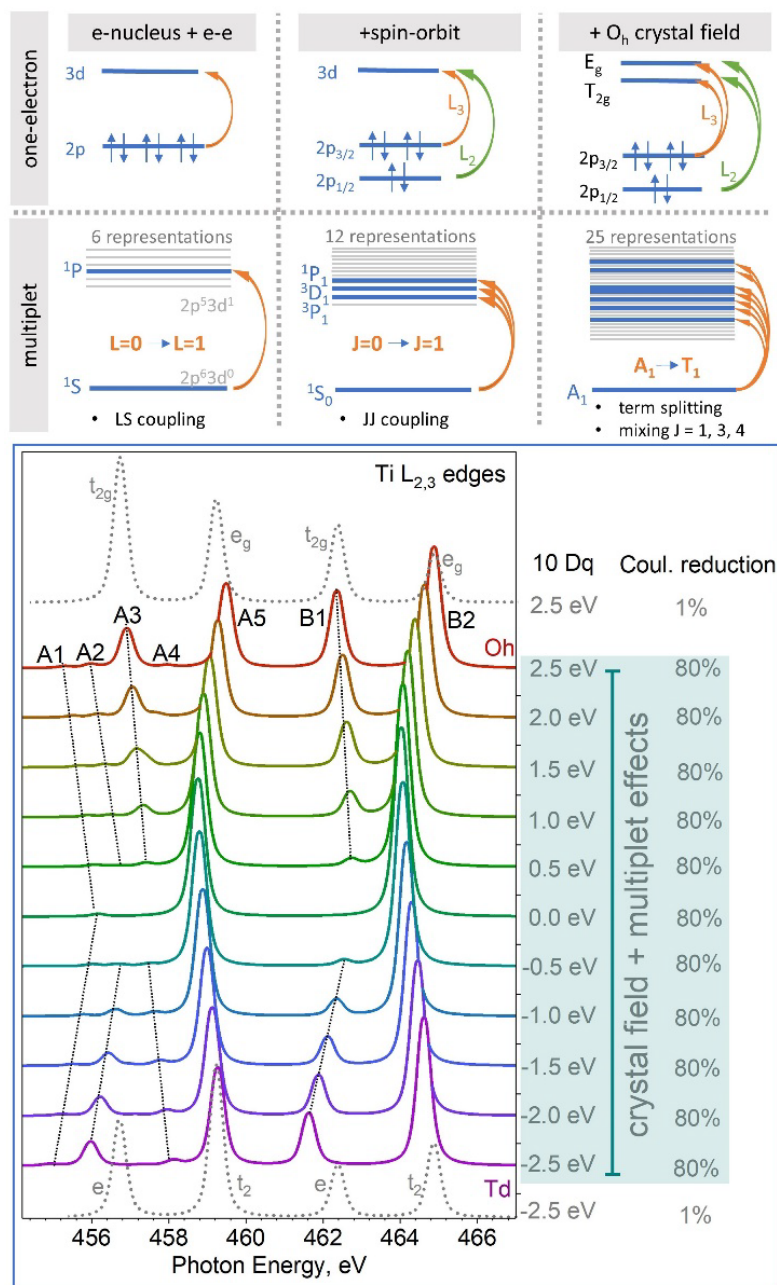 e-nucleus + e-e
+spin-orbit
+ Oₕ crystal field
one-electron
3d
2p
3d
L₃
L₂
2p₃/₂
2p₁/₂
E_g
T₂g
L₃
L₂
2p₃/₂
2p₁/₂
multiplet
6 representations
¹P
2p⁵3d¹
L=0 → L=1
2p⁶3d⁰
¹S
• LS coupling
12 representations
¹P₁
³D₁
³P₁
J=0 → J=1
¹S₀
• JJ coupling
25 representations
A₁ → T₁
A₁
• term splitting
• mixing J = 1, 3, 4
Ti L₂,₃ edges
t₂g
e_g
t₂g
e_g
10 Dq
Coul. reduction
2.5 eV 1%
A1
A2
A3
A4
A5
B1
B2
Oh
2.5 eV 80%
2.0 eV 80%
1.5 eV 80%
1.0 eV 80%
0.5 eV 80%
0.0 eV 80%
-0.5 eV 80%
-1.0 eV 80%
-1.5 eV 80%
-2.0 eV 80%
-2.5 eV 80%
crystal field + multiplet effects
Td
e
t₂
e
t₂
-2.5 eV 1%
456 458 460 462 464 466
Photon Energy, eV